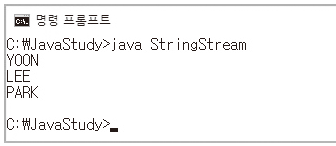 명령 프롬프트
C:₩JavaStudy>java StringStream
YOON
LEE
PARK
C:₩JavaStudy>